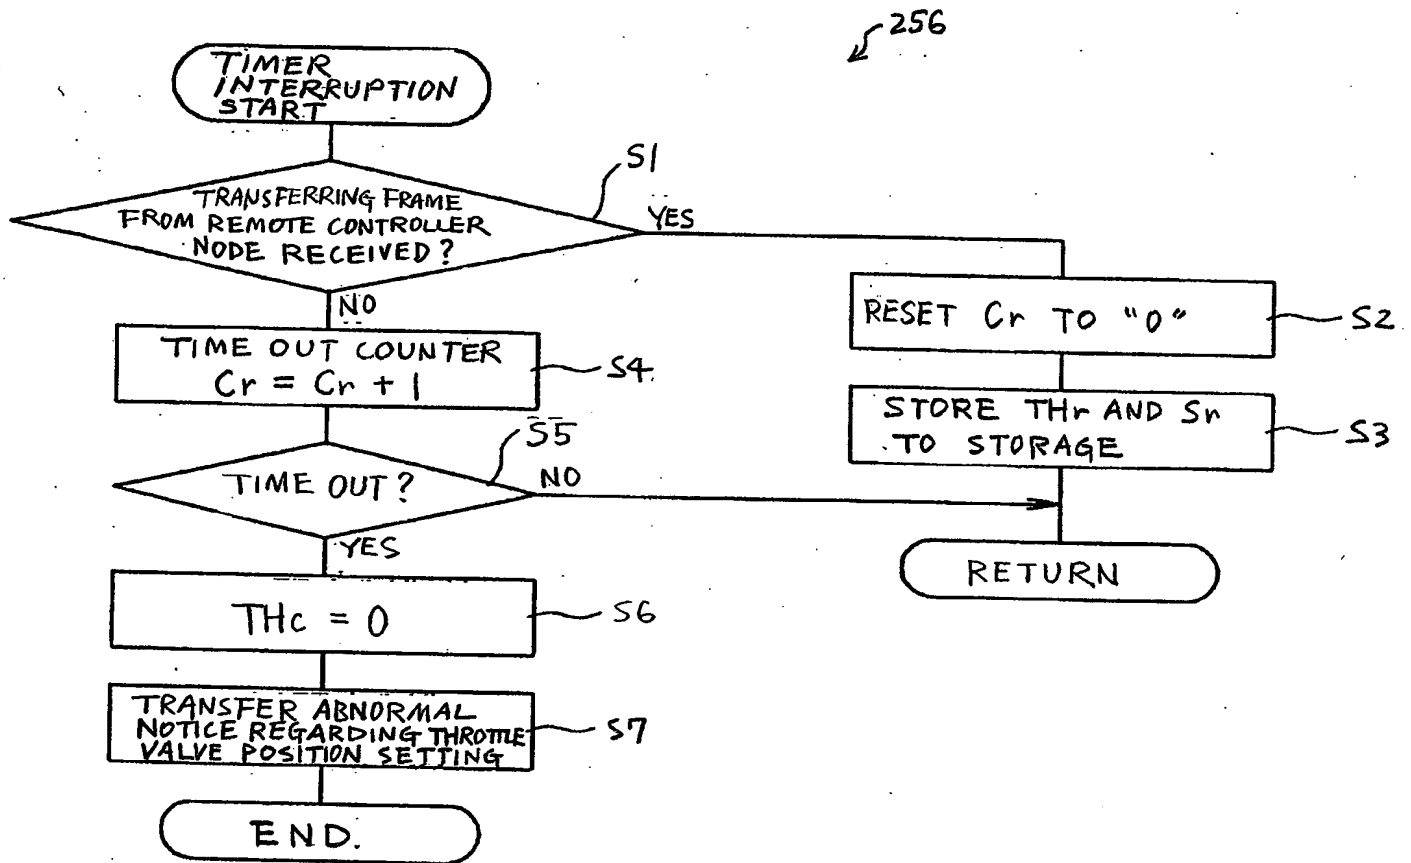 256
TIMER
INTERRUPTION
START
S1
TRANSFERRING FRAME
FROM REMOTE CONTROLLER
NODE RECEIVED?
YES
NO
RESET Cr TO "0"
S2
TIME OUT COUNTER
Cr = Cr + 1
S4
STORE THr AND Sr
TO STORAGE
S3
S5
TIME OUT?
NO
YES
RETURN
THc = 0
S6
TRANSFER ABNORMAL
NOTICE REGARDING THROTTLE
VALVE POSITION SETTING
S7
END.